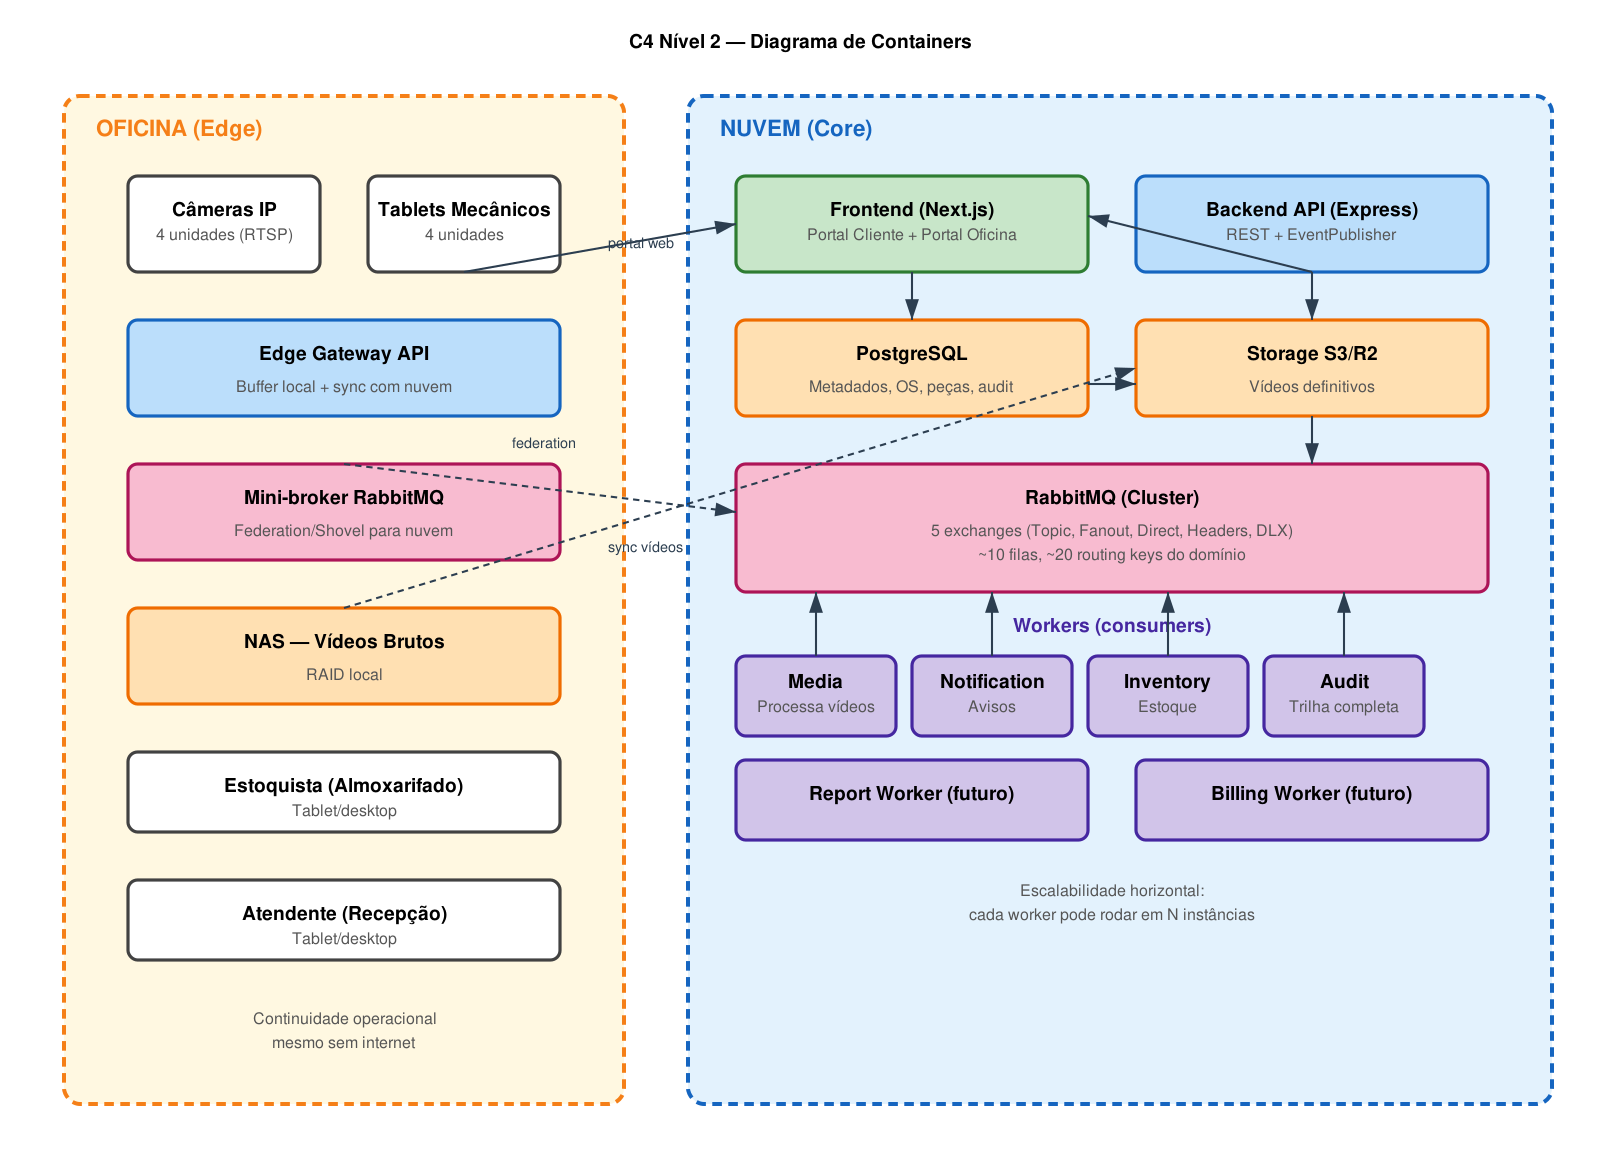 C4 Nível 2 — Diagrama de Containers
OFICINA (Edge)
Câmeras IP
4 unidades (RTSP)
Tablets Mecânicos
4 unidades
portal web
Edge Gateway API
Buffer local + sync com nuvem
federation
Mini-broker RabbitMQ
Federation/Shovel para nuvem
sync vídeos
NAS — Vídeos Brutos
RAID local
Estoquista (Almoxarifado)
Tablet/desktop
Atendente (Recepção)
Tablet/desktop
Continuidade operacional
mesmo sem internet
NUVEM (Core)
Frontend (Next.js)
Portal Cliente + Portal Oficina
Backend API (Express)
REST + EventPublisher
PostgreSQL
Metadados, OS, peças, audit
Storage S3/R2
Vídeos definitivos
RabbitMQ (Cluster)
5 exchanges (Topic, Fanout, Direct, Headers, DLX)
~10 filas, ~20 routing keys do domínio
Workers (consumers)
Media
Processa vídeos
Notification
Avisos
Inventory
Estoque
Audit
Trilha completa
Report Worker (futuro)
Billing Worker (futuro)
Escalabilidade horizontal:
cada worker pode rodar em N instâncias